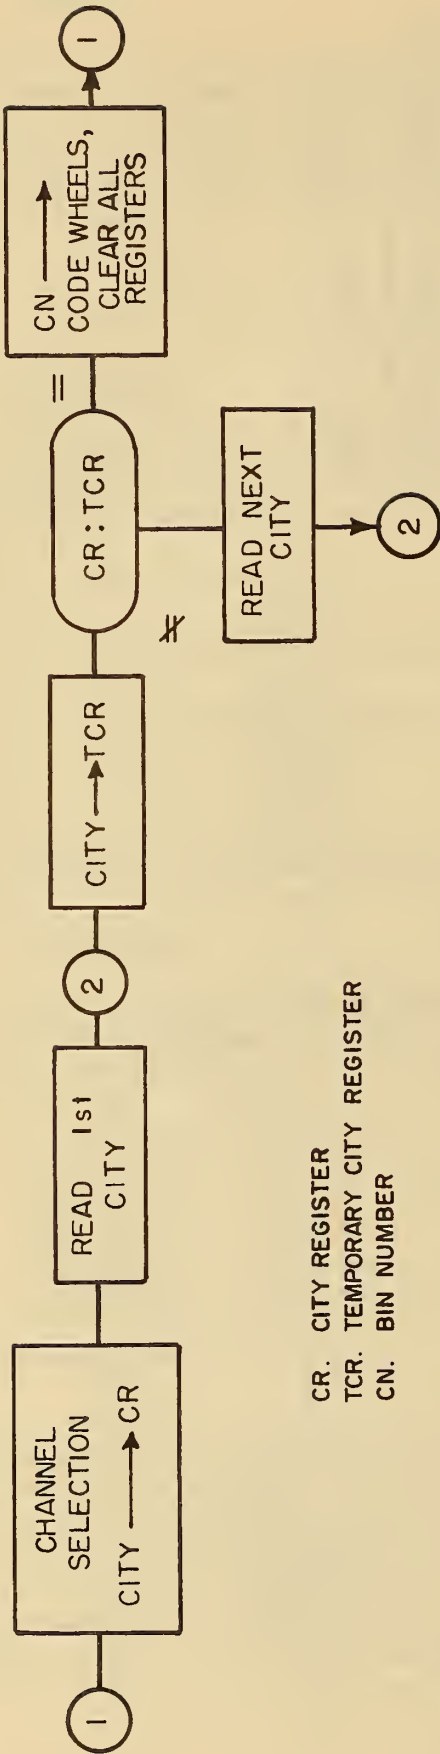 1
CHANNEL
SELECTION
CITY → CR
READ 1st
CITY
2
CITY → TCR
CR : TCR
=
CN →
CODE WHEELS,
CLEAR ALL
REGISTERS
1
≠
READ NEXT
CITY
2
CR. CITY REGISTER
TCR. TEMPORARY CITY REGISTER
CN. BIN NUMBER